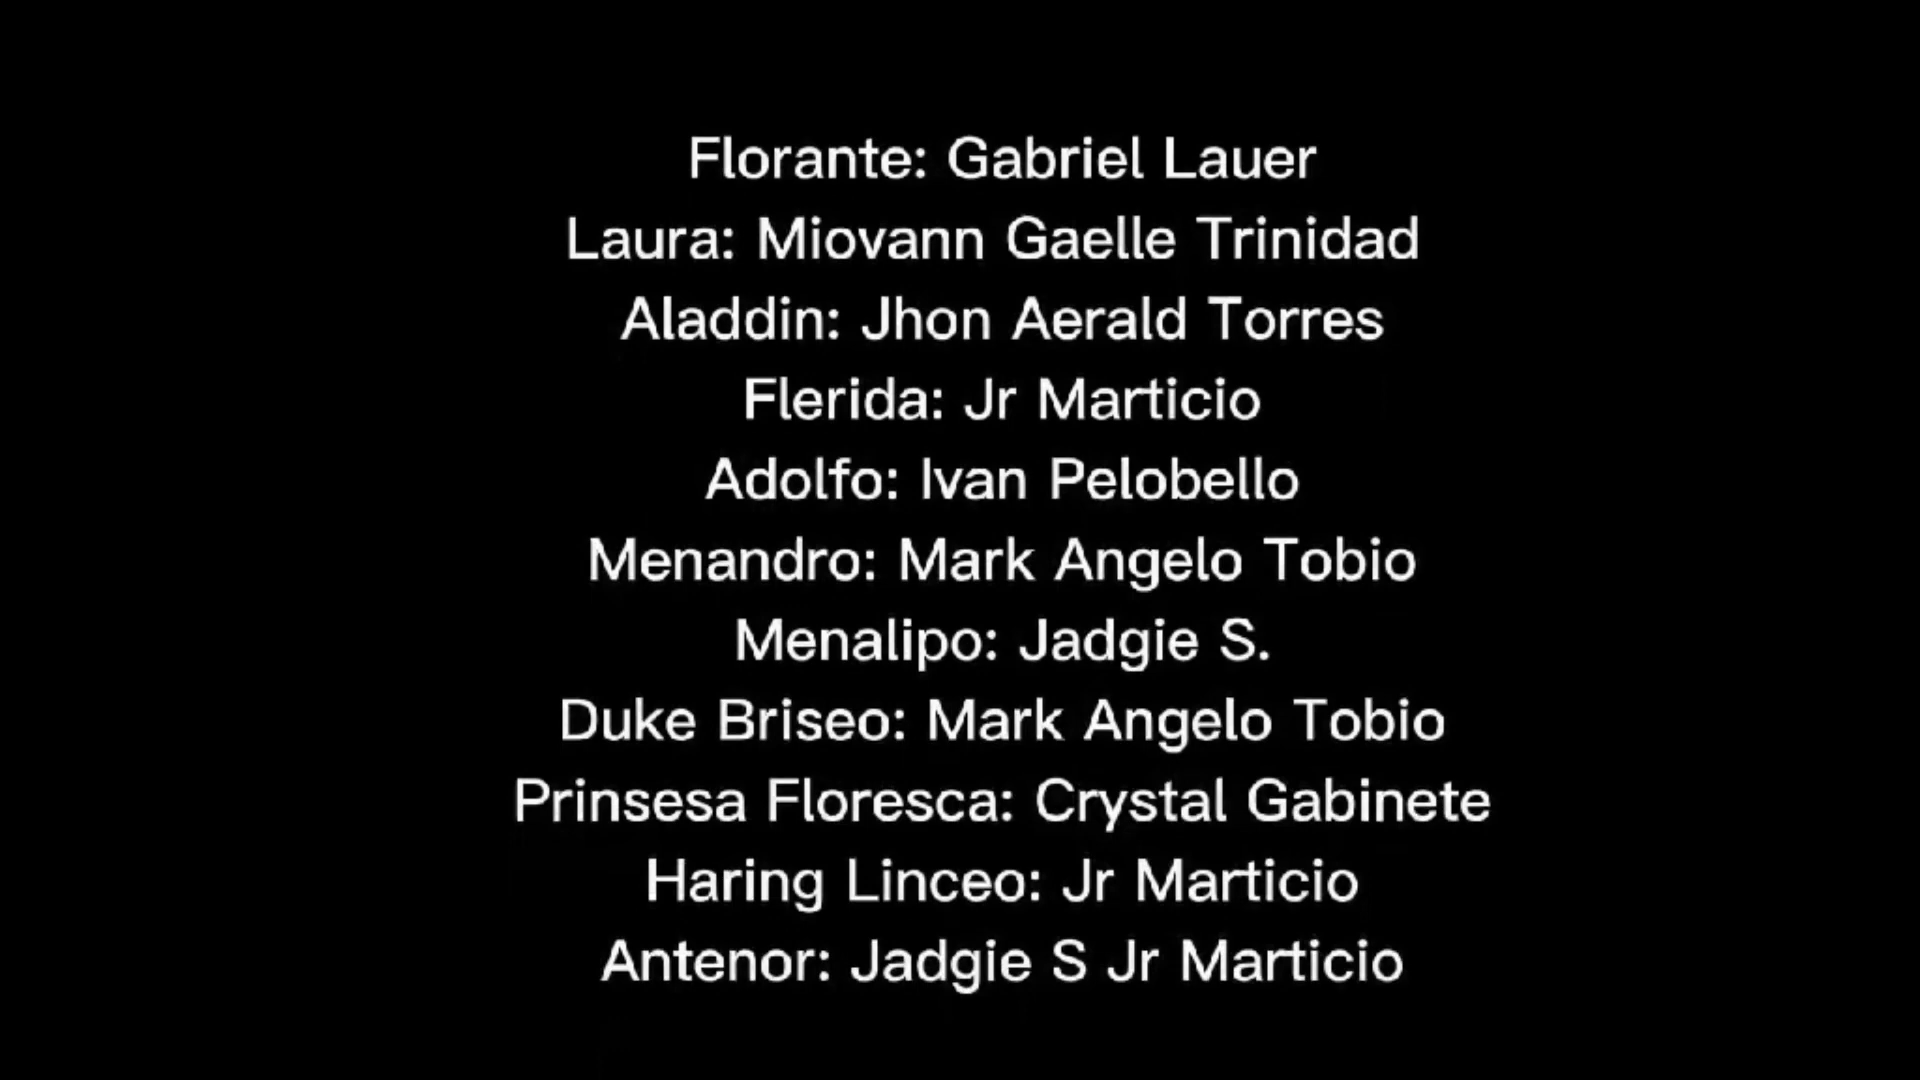 Florante: Gabriel Lauer
Laura: Miovann Gaelle Trinidad
Aladdin: Jhon Aerald Torres
Flerida: Jr Marticio
Adolfo: Ivan Pelobello
Menandro: Mark Angelo Tobio
Menalipo: Jadgie S.
Duke Briseo: Mark Angelo Tobio
Prinsesa Floresca: Crystal Gabinete
Haring Linceo: Jr Marticio
Antenor: Jadgie S Jr Marticio